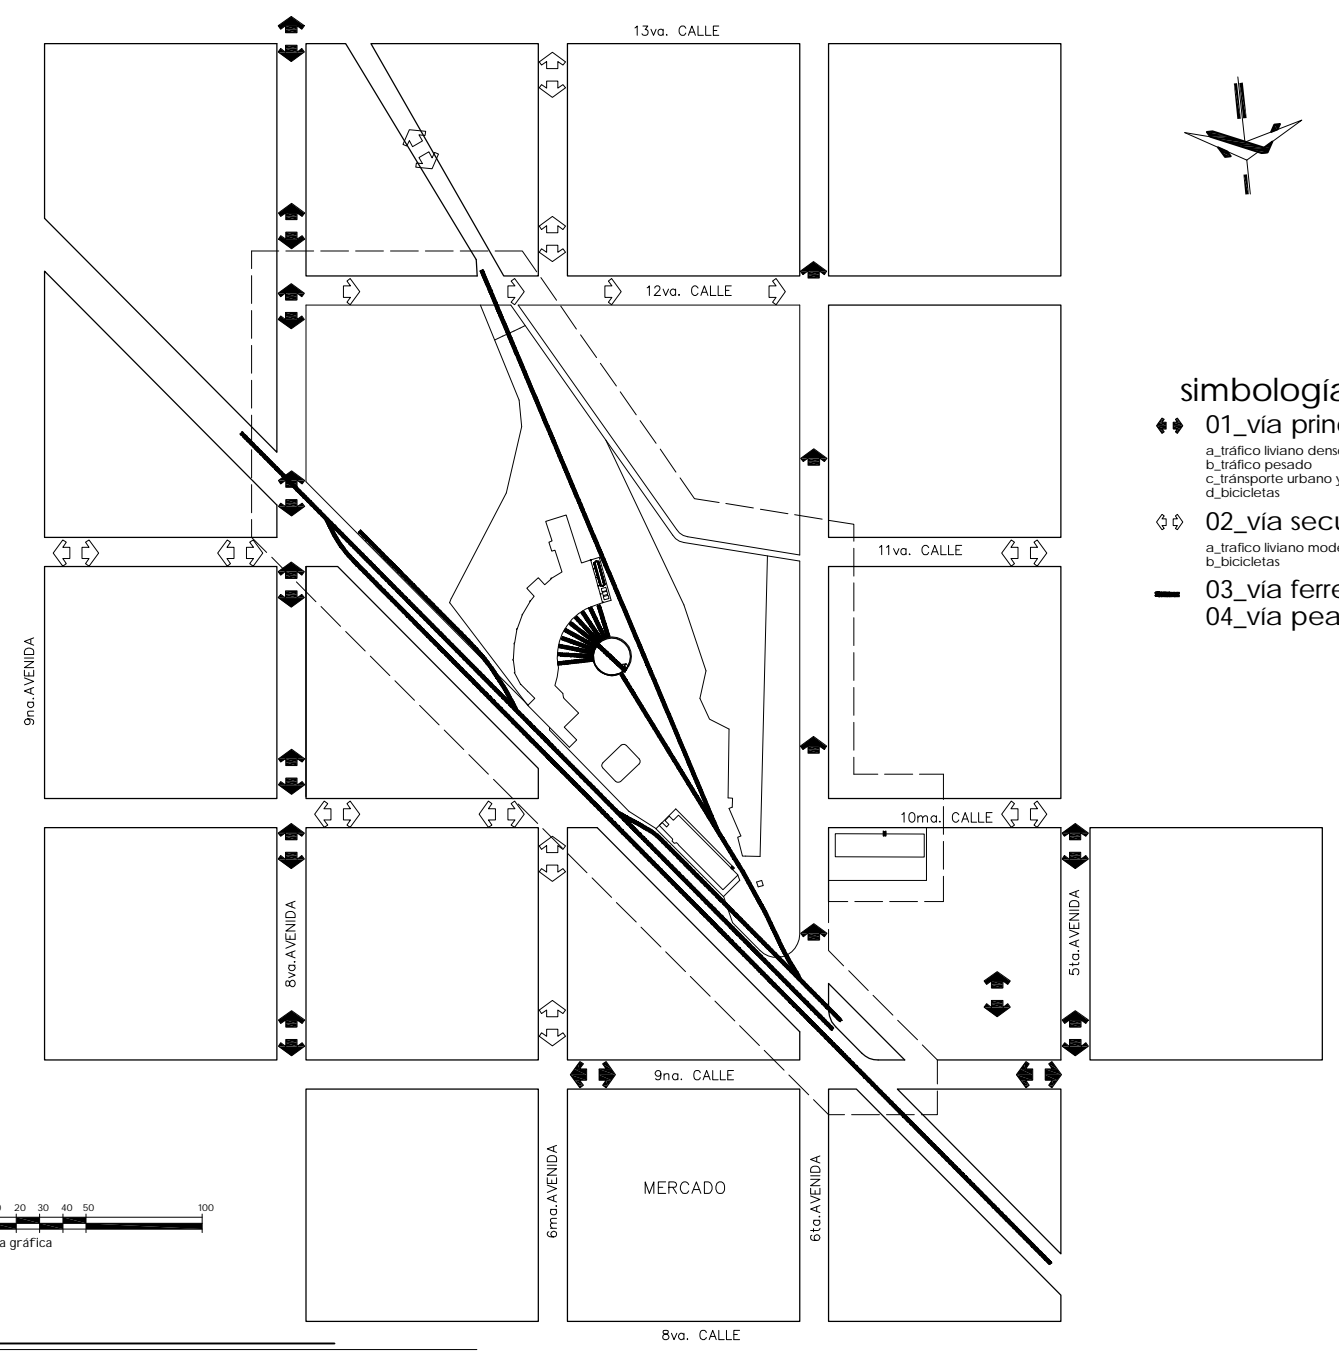 13va. CALLE
12va. CALLE
simbología
01_vía prin
a_tráfico liviano dens
b_tráfico pesado
c_tránsporte urbano y
d_bicicletas
02_vía secu
a_trafico liviano mod
b_bicicletas
03_vía ferre
04_vía pea
11va. CALLE
9na.AVENIDA
10ma. CALLE
8va.AVENIDA
5ta.AVENIDA
9na. CALLE
6ma.AVENIDA
MERCADO
6ta.AVENIDA
20 30 40 50 100
a gráfica
8va. CALLE